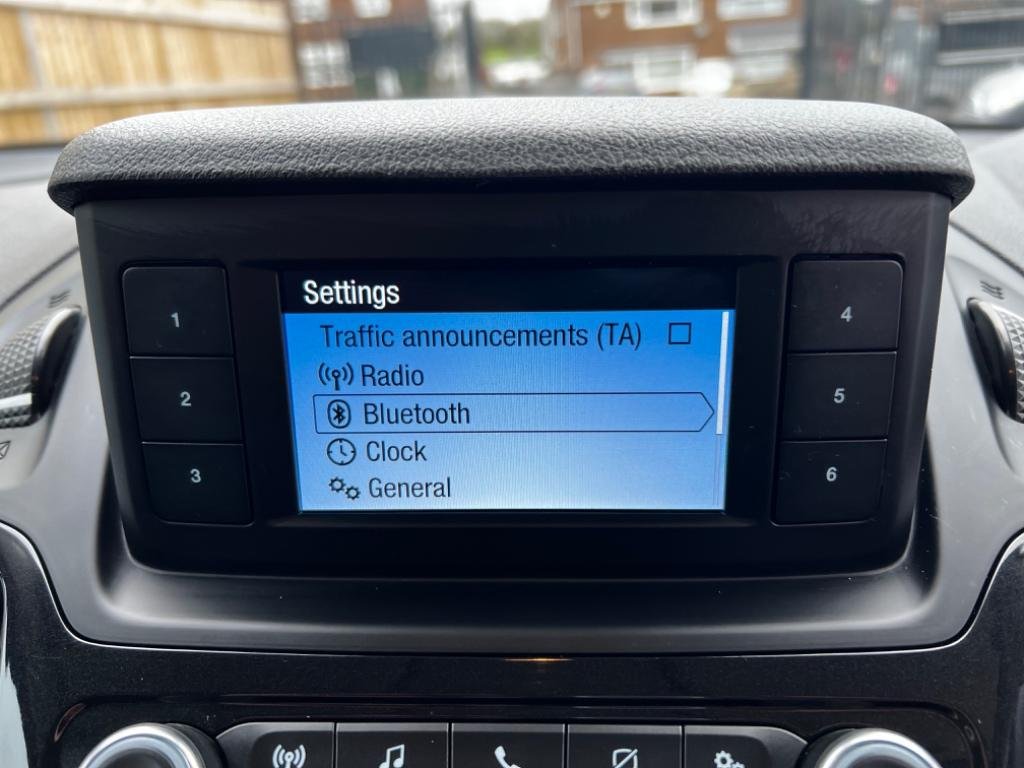 Settings
Traffic announcements (TA)
Radio
Bluetooth
Clock
General
1
2
3
4
5
6